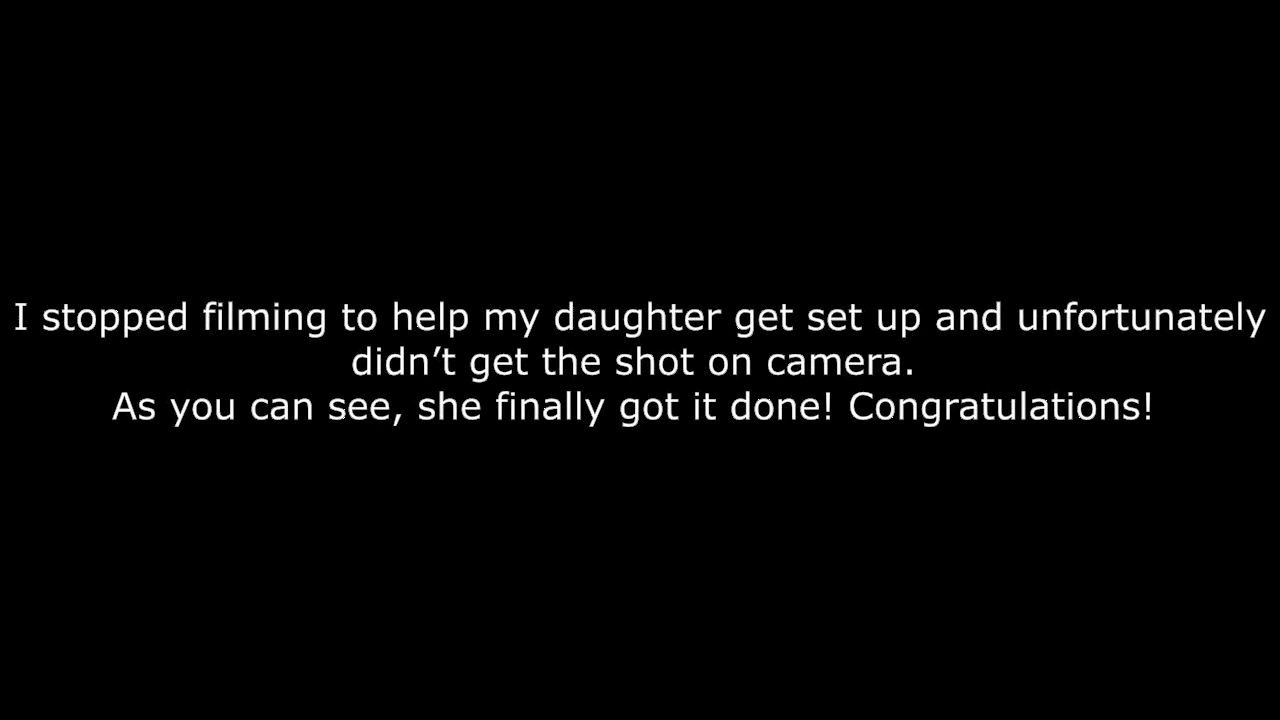 I stopped filming to help my daughter get set up and unfortunately
didn’t get the shot on camera.
As you can see, she finally got it done! Congratulations!